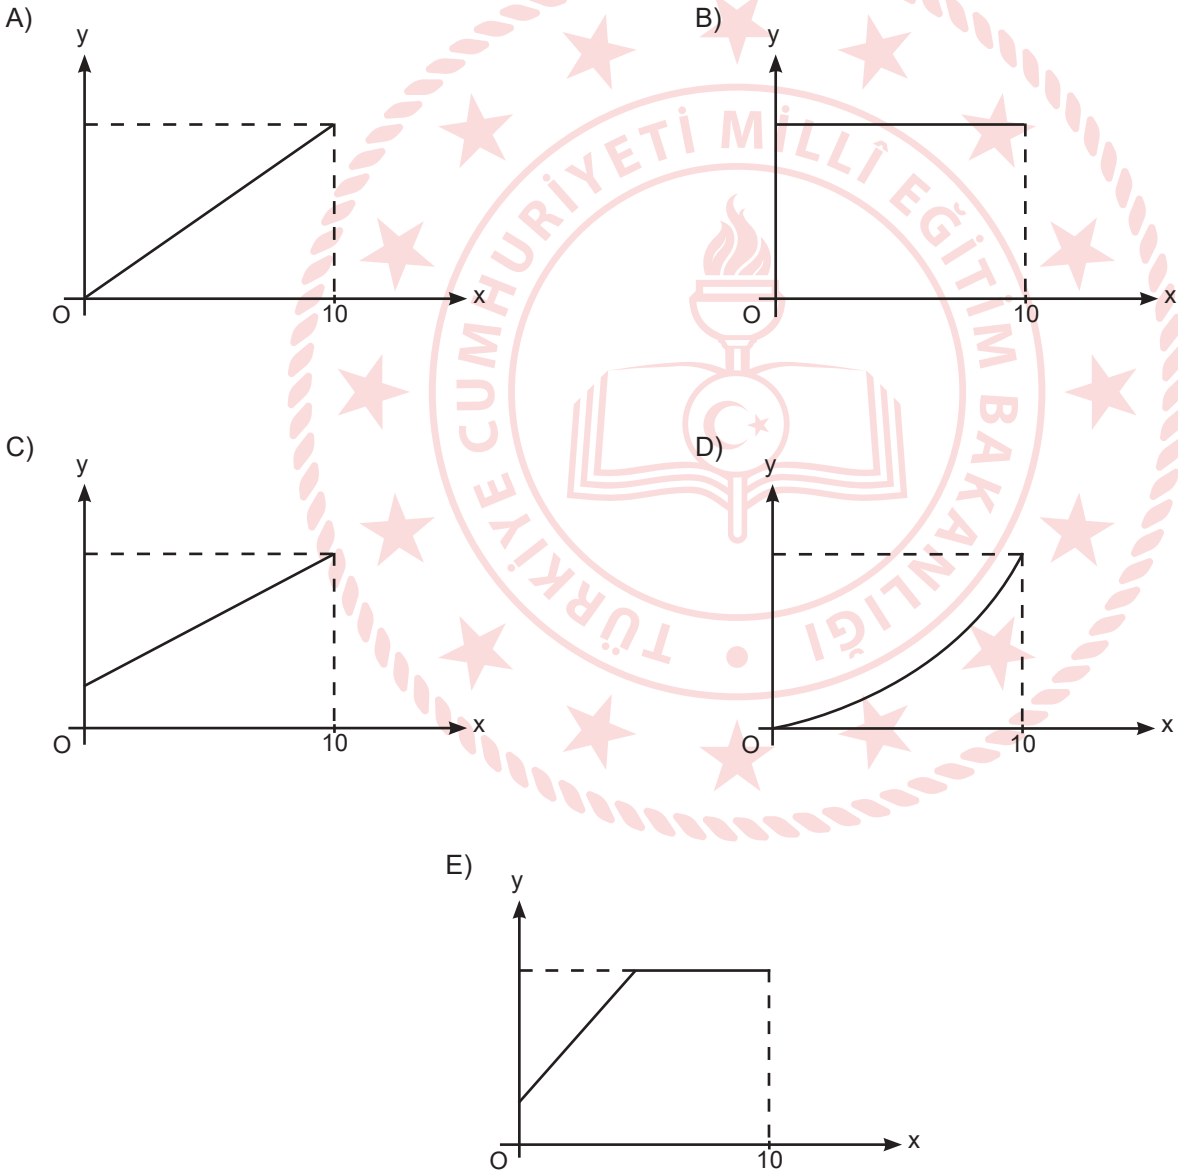 A)
y
x
O
10
B)
y
x
O
10
C)
y
x
O
10
D)
y
x
O
10
E)
y
x
O
10
TÜRKİYE CUMHURİYETİ MİLLÎ EĞİTİM BAKANLIĞI